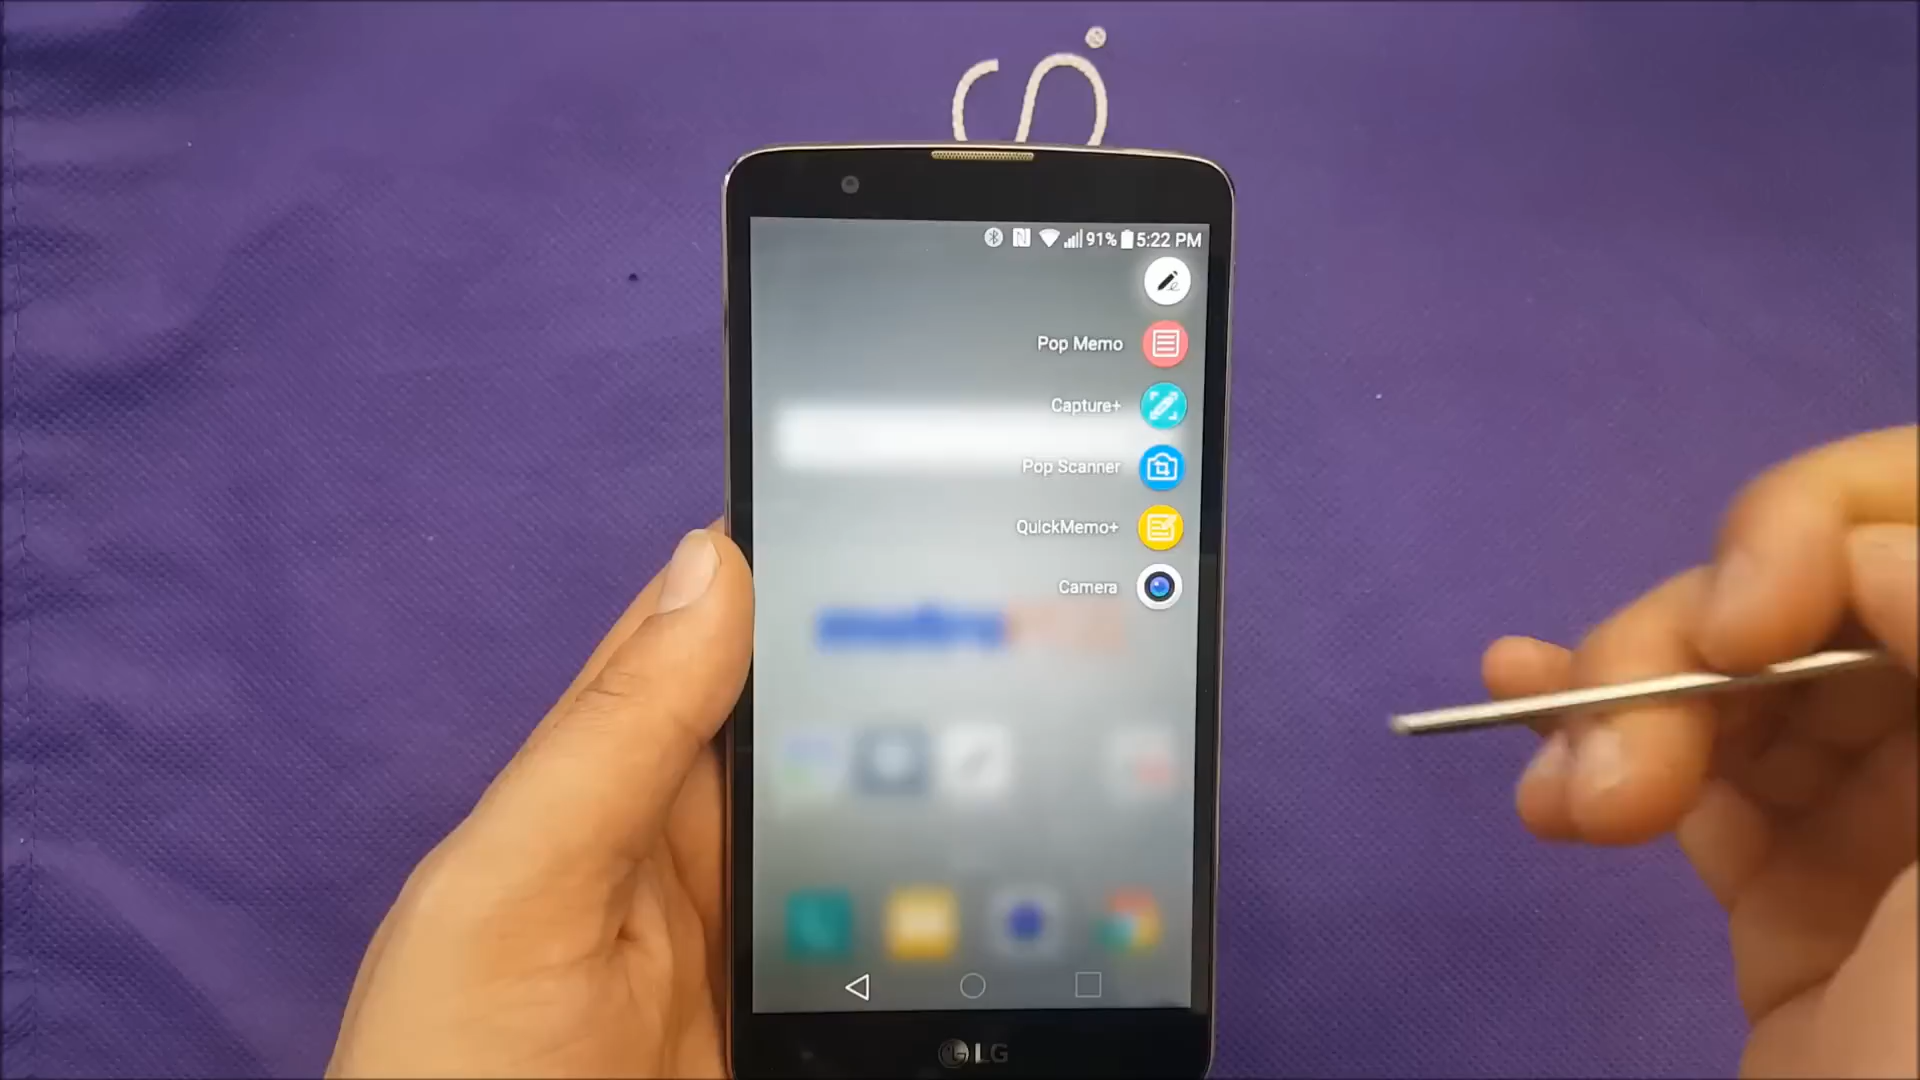 91% 5:22 PM
Pop Memo
Capture+
Pop Scanner
QuickMemo+
Camera
LG